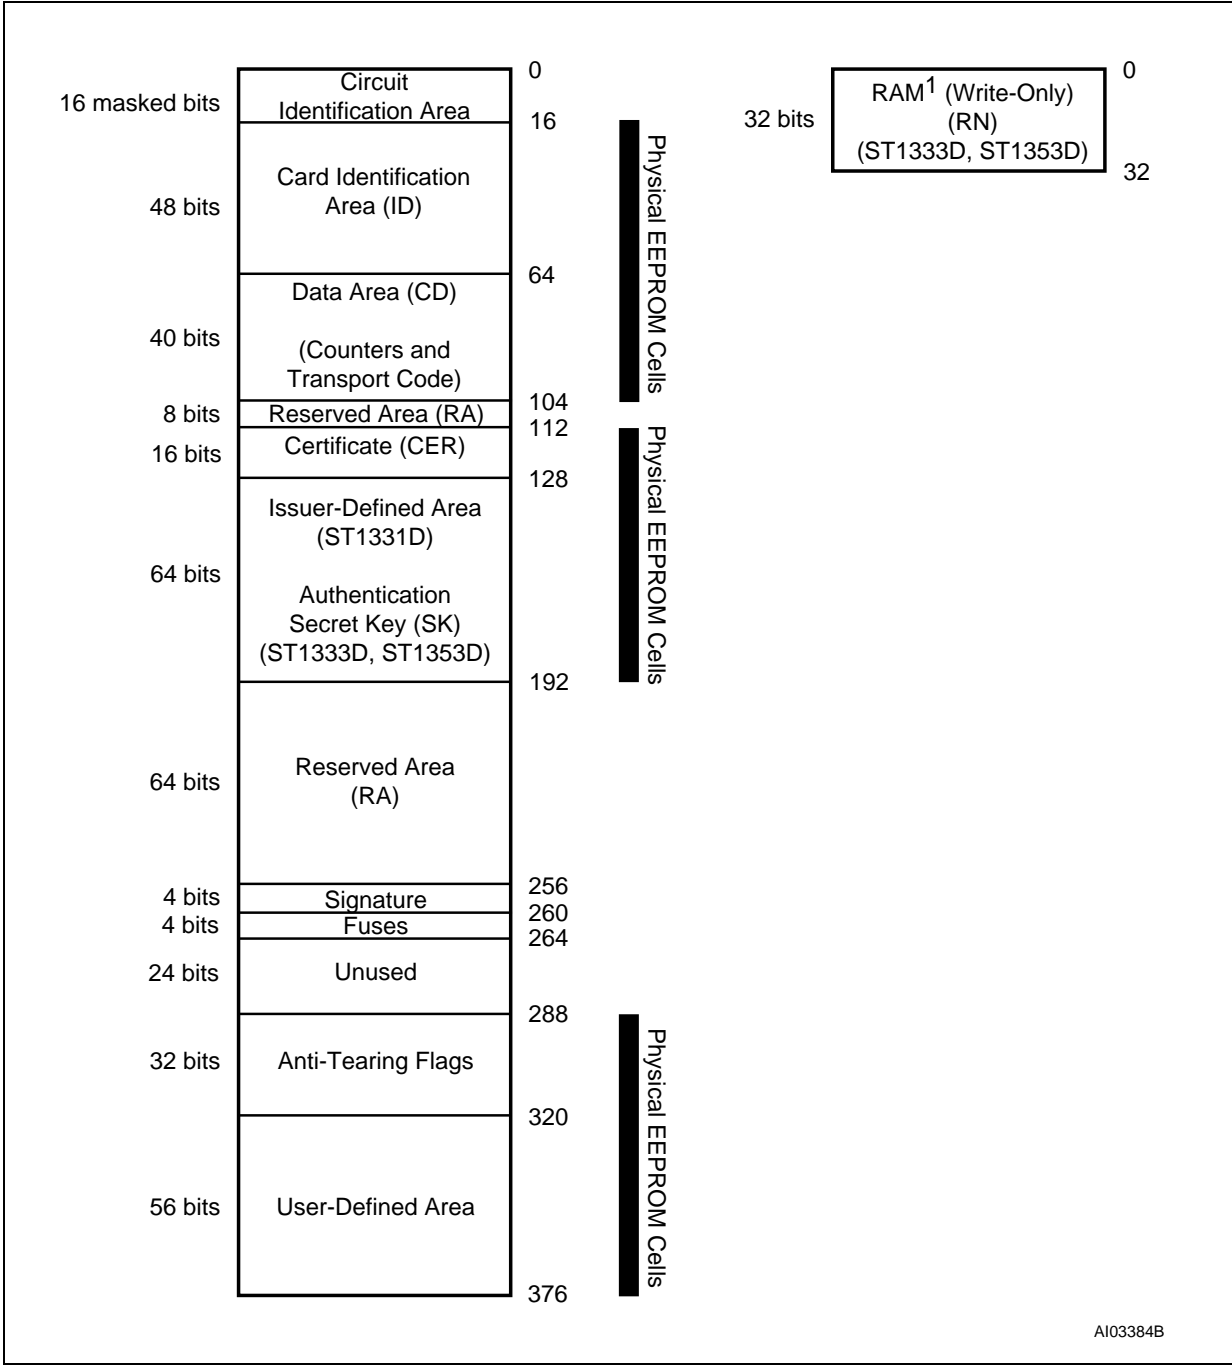 0
Circuit
16 masked bits
Identification Area
16
Card Identification
Area (ID)
48 bits
64
Data Area (CD)
40 bits
(Counters and
Transport Code)
104
8 bits
Reserved Area (RA)
112
16 bits
Certificate (CER)
128
Issuer-Defined Area
(ST1331D)
64 bits
Authentication
Secret Key (SK)
(ST1333D, ST1353D)
192
Reserved Area
64 bits
(RA)
256
4 bits
Signature
260
4 bits
Fuses
264
24 bits
Unused
288
32 bits
Anti-Tearing Flags
320
56 bits
User-Defined Area
376
Physical EEPROM Cells
Physical EEPROM Cells
Physical EEPROM Cells
0
RAM1 (Write-Only)
32 bits
(RN)
(ST1333D, ST1353D)
32
AI03384B